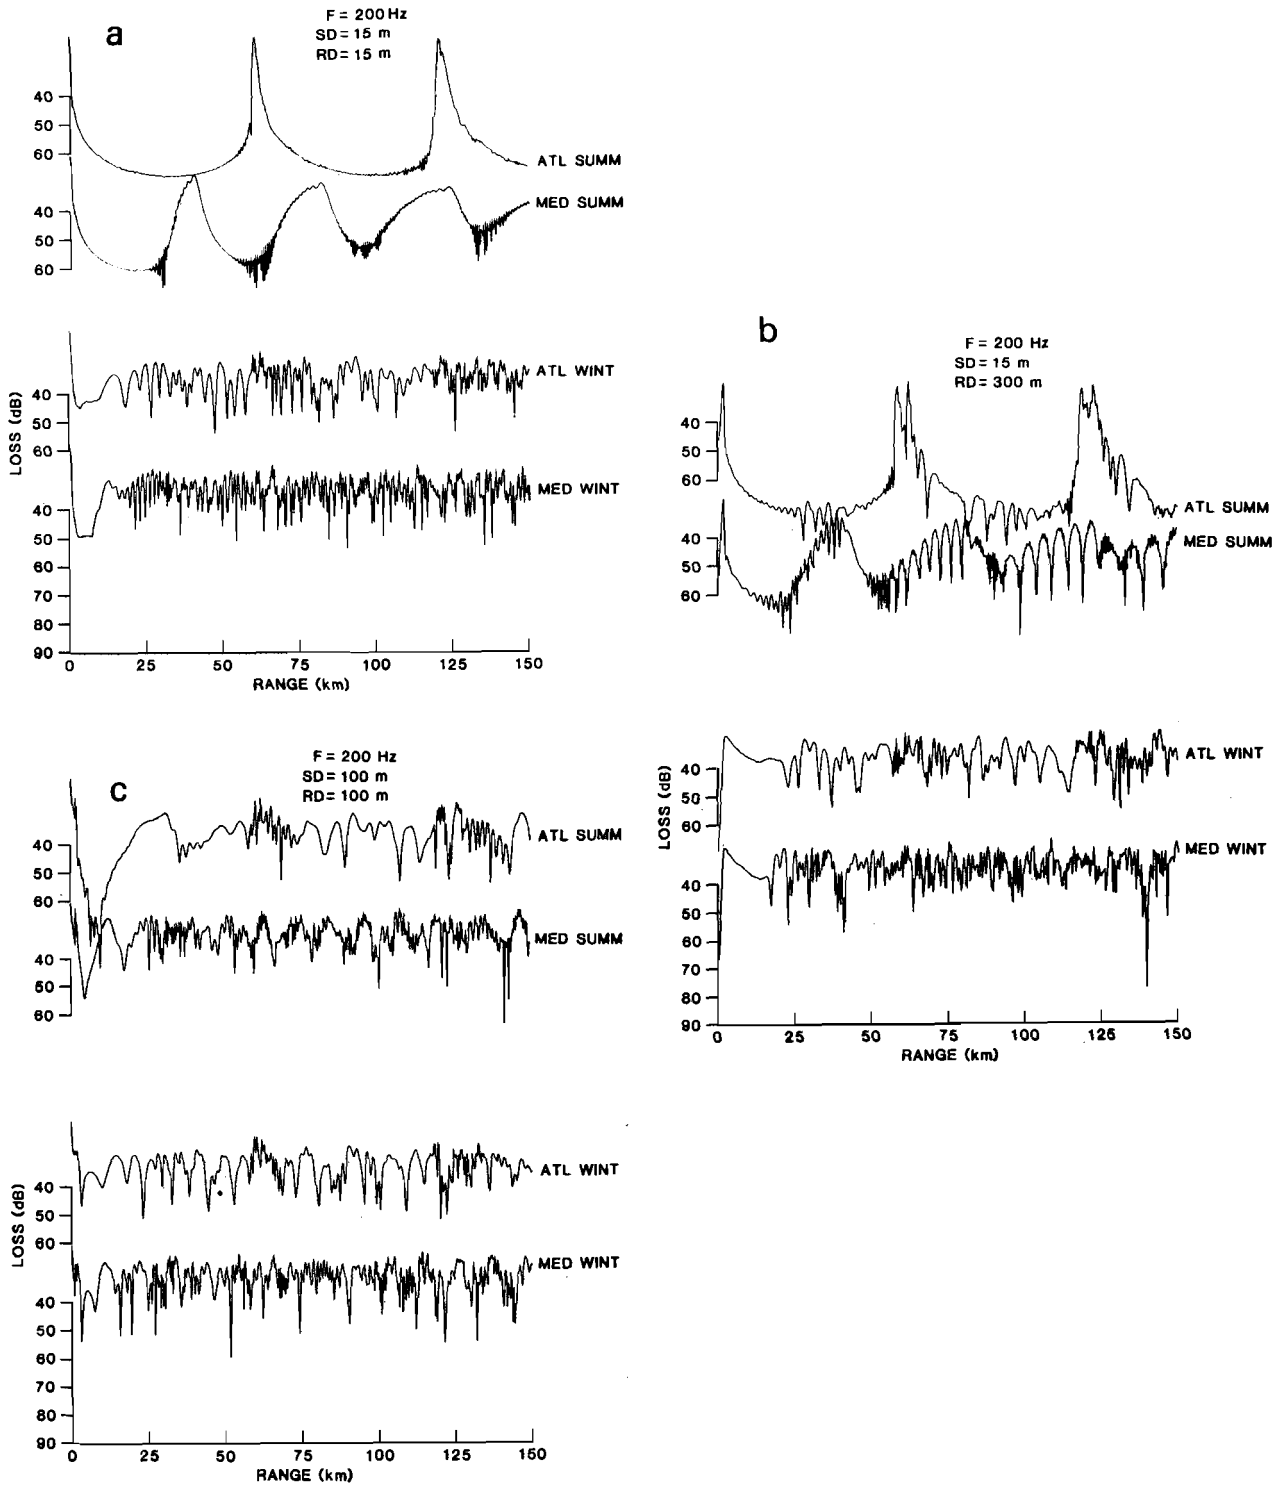 a
F = 200 Hz
SD = 15 m
RD = 15 m
40
50
60
ATL SUMM
40
50
60
MED SUMM
LOSS (dB)
40
50
60
ATL WINT
40
50
60
70
80
90
MED WINT
0 25 50 75 100 125 150
RANGE (km)
b
F = 200 Hz
SD = 15 m
RD = 300 m
40
50
60
ATL SUMM
40
50
60
MED SUMM
LOSS (dB)
40
50
60
ATL WINT
40
50
60
70
80
90
MED WINT
0 25 50 75 100 125 150
RANGE (km)
c
F = 200 Hz
SD = 100 m
RD = 100 m
40
50
60
ATL SUMM
40
50
60
MED SUMM
LOSS (dB)
40
50
60
ATL WINT
40
50
60
70
80
90
MED WINT
0 25 50 75 100 125 150
RANGE (km)